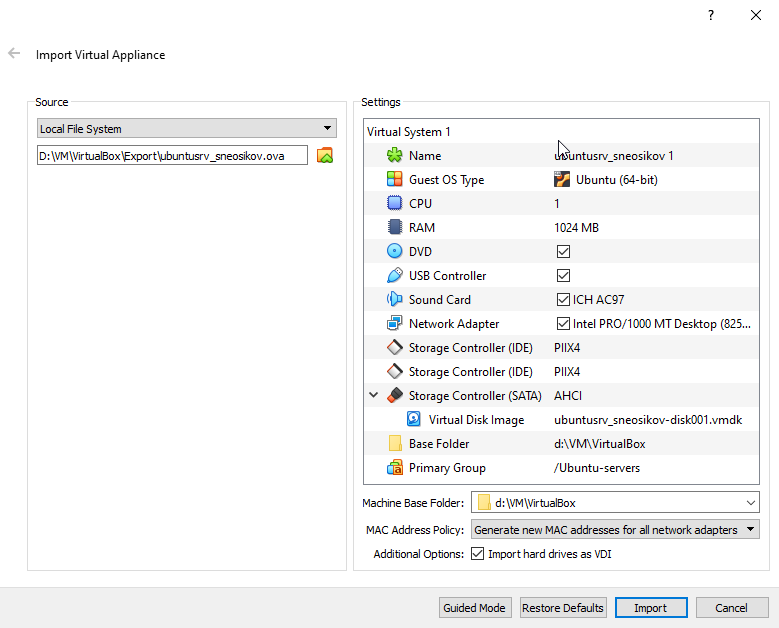 ?
Import Virtual Appliance
Source
Local File System
D:\VM\VirtualBox\Export\ubuntusrv_sneosikov.ova
Settings
Virtual System 1
Name ubuntusrv_sneosikov 1
Guest OS Type Ubuntu (64-bit)
CPU 1
RAM 1024 MB
DVD
USB Controller
Sound Card ICH AC97
Network Adapter Intel PRO/1000 MT Desktop (825...
Storage Controller (IDE) PIIX4
Storage Controller (IDE) PIIX4
Storage Controller (SATA) AHCI
Virtual Disk Image ubuntusrv_sneosikov-disk001.vmdk
Base Folder d:\VM\VirtualBox
Primary Group /Ubuntu-servers
Machine Base Folder: d:\VM\VirtualBox
MAC Address Policy: Generate new MAC addresses for all network adapters
Additional Options: Import hard drives as VDI
Guided Mode Restore Defaults Import Cancel